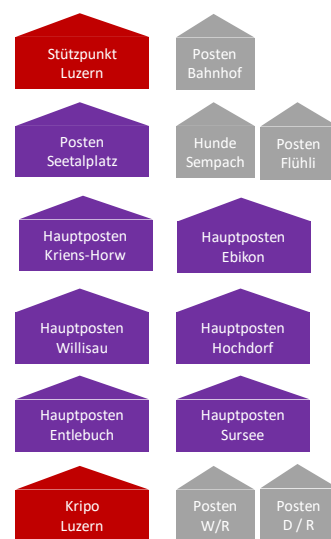 Stützpunkt
Luzern
Posten
Bahnhof
Posten
Seetalplatz
Hunde
Sempach
Posten
Flühli
Hauptposten
Kriens-Horw
Hauptposten
Ebikon
Hauptposten
Willisau
Hauptposten
Hochdorf
Hauptposten
Entlebuch
Hauptposten
Sursee
Kripo
Luzern
Posten
W/R
Posten
D / R